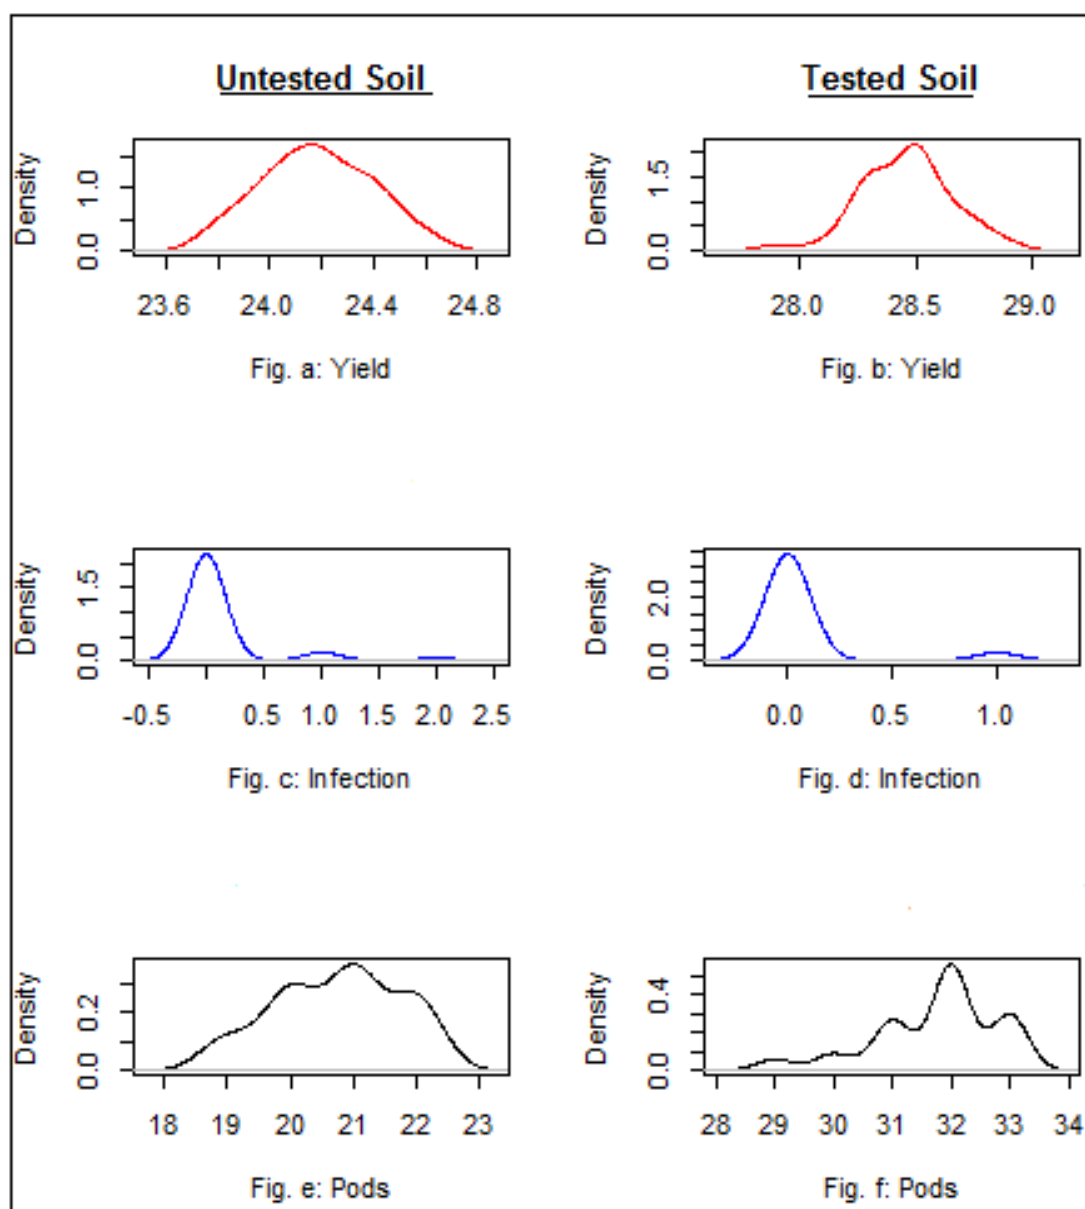 Untested Soil
Tested Soil
Density
0.0 1.0
23.6 24.0 24.4 24.8
Fig. a: Yield
Density
0.0 1.5
28.0 28.5 29.0
Fig. b: Yield
Density
0.0 1.5
-0.5 0.5 1.0 1.5 2.0 2.5
Fig. c: Infection
Density
0.0 2.0
0.0 0.5 1.0
Fig. d: Infection
Density
0.0 0.2
18 19 20 21 22 23
Fig. e: Pods
Density
0.0 0.4
28 29 30 31 32 33 34
Fig. f: Pods